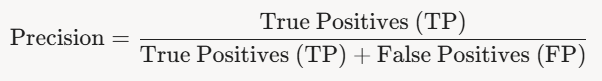 Precision = True Positives (TP) / True Positives (TP) + False Positives (FP)